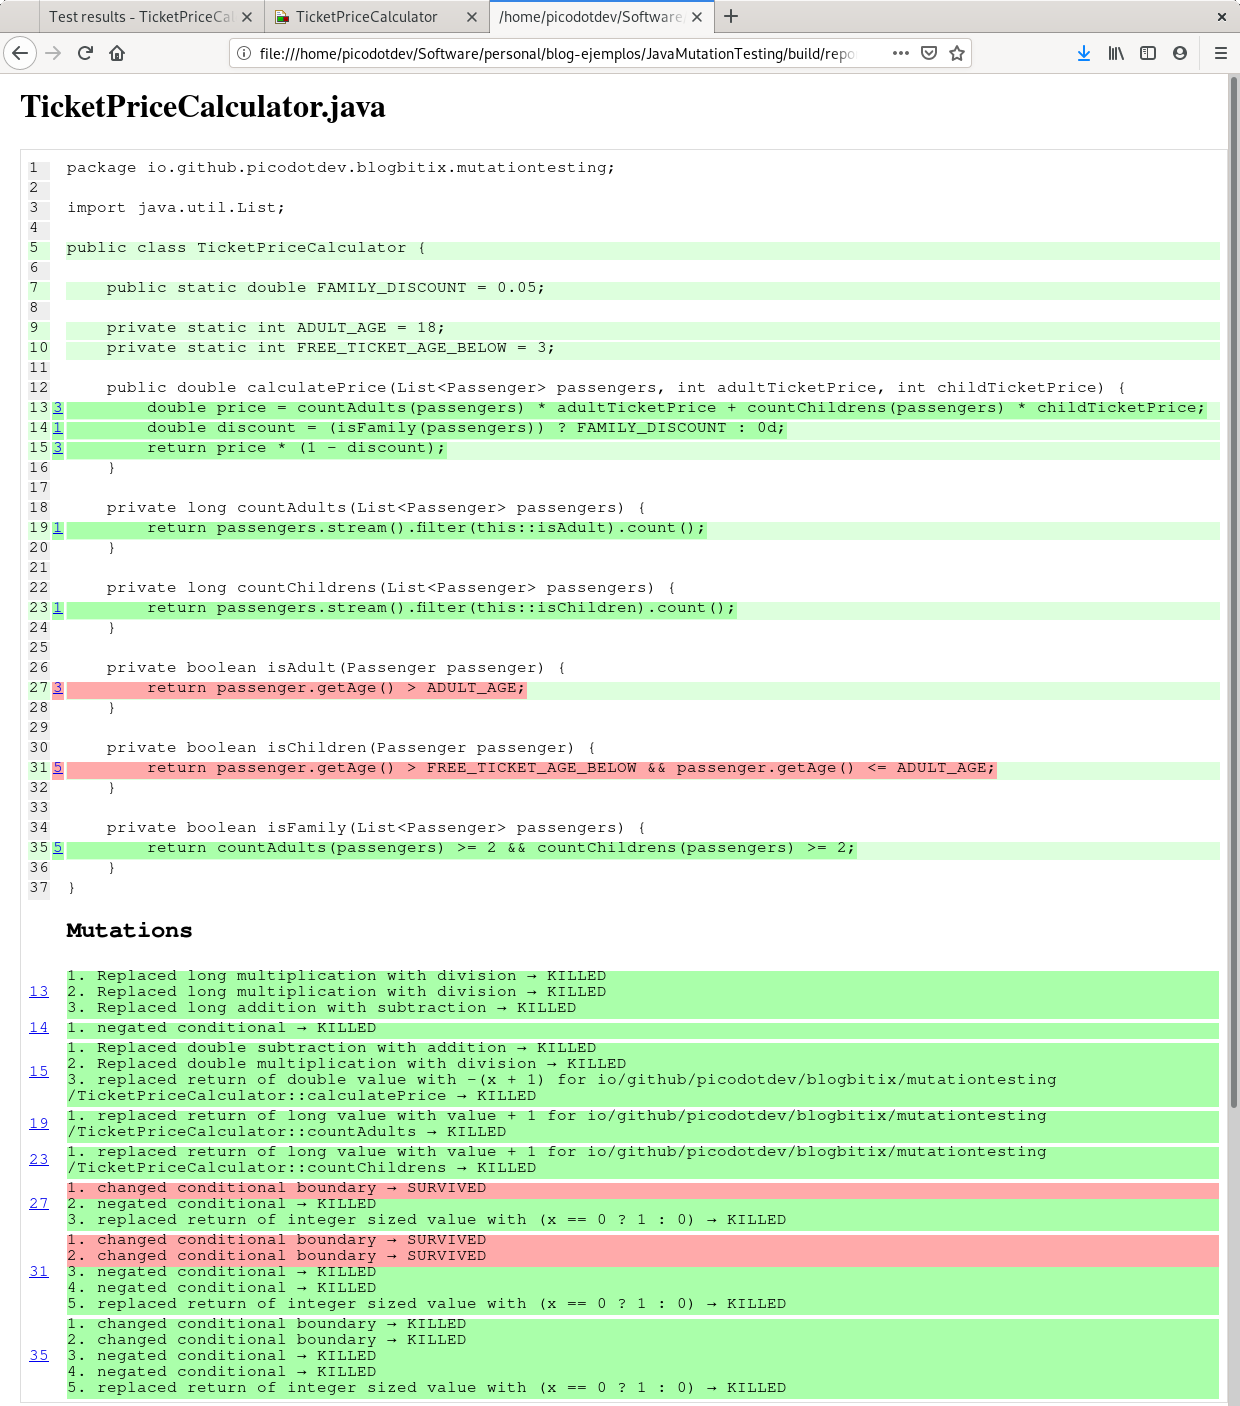 Test results - TicketPriceCal
TicketPriceCalculator
/home/picodotdev/Software
file:///home/picodotdev/Software/personal/blog-ejemplos/JavaMutationTesting/build/repo
TicketPriceCalculator.java
1 package io.github.picodotdev.blogbitix.mutationtesting;
2
3 import java.util.List;
4
5 public class TicketPriceCalculator {
6
7 public static double FAMILY_DISCOUNT = 0.05;
8
9 private static int ADULT_AGE = 18;
10 private static int FREE_TICKET_AGE_BELOW = 3;
11
12 public double calculatePrice(List<Passenger> passengers, int adultTicketPrice, int childTicketPrice) {
13 3 double price = countAdults(passengers) * adultTicketPrice + countChildrens(passengers) * childTicketPrice;
14 1 double discount = (isFamily(passengers)) ? FAMILY_DISCOUNT : 0d;
15 3 return price * (1 - discount);
16 }
17
18 private long countAdults(List<Passenger> passengers) {
19 1 return passengers.stream().filter(this::isAdult).count();
20 }
21
22 private long countChildrens(List<Passenger> passengers) {
23 1 return passengers.stream().filter(this::isChildren).count();
24 }
25
26 private boolean isAdult(Passenger passenger) {
27 3 return passenger.getAge() > ADULT_AGE;
28 }
29
30 private boolean isChildren(Passenger passenger) {
31 5 return passenger.getAge() > FREE_TICKET_AGE_BELOW && passenger.getAge() <= ADULT_AGE;
32 }
33
34 private boolean isFamily(List<Passenger> passengers) {
35 5 return countAdults(passengers) >= 2 && countChildrens(passengers) >= 2;
36 }
37 }
Mutations
1. Replaced long multiplication with division → KILLED
13 2. Replaced long multiplication with division → KILLED
3. Replaced long addition with subtraction → KILLED
14 1. negated conditional → KILLED
1. Replaced double subtraction with addition → KILLED
2. Replaced double multiplication with division → KILLED
15 3. replaced return of double value with -(x + 1) for io/github/picodotdev/blogbitix/mutationtesting
/TicketPriceCalculator::calculatePrice → KILLED
19 1. replaced return of long value with value + 1 for io/github/picodotdev/blogbitix/mutationtesting
/TicketPriceCalculator::countAdults → KILLED
23 1. replaced return of long value with value + 1 for io/github/picodotdev/blogbitix/mutationtesting
/TicketPriceCalculator::countChildrens → KILLED
1. changed conditional boundary → SURVIVED
27 2. negated conditional → KILLED
3. replaced return of integer sized value with (x == 0 ? 1 : 0) → KILLED
1. changed conditional boundary → SURVIVED
2. changed conditional boundary → SURVIVED
31 3. negated conditional → KILLED
4. negated conditional → KILLED
5. replaced return of integer sized value with (x == 0 ? 1 : 0) → KILLED
1. changed conditional boundary → KILLED
2. changed conditional boundary → KILLED
35 3. negated conditional → KILLED
4. negated conditional → KILLED
5. replaced return of integer sized value with (x == 0 ? 1 : 0) → KILLED